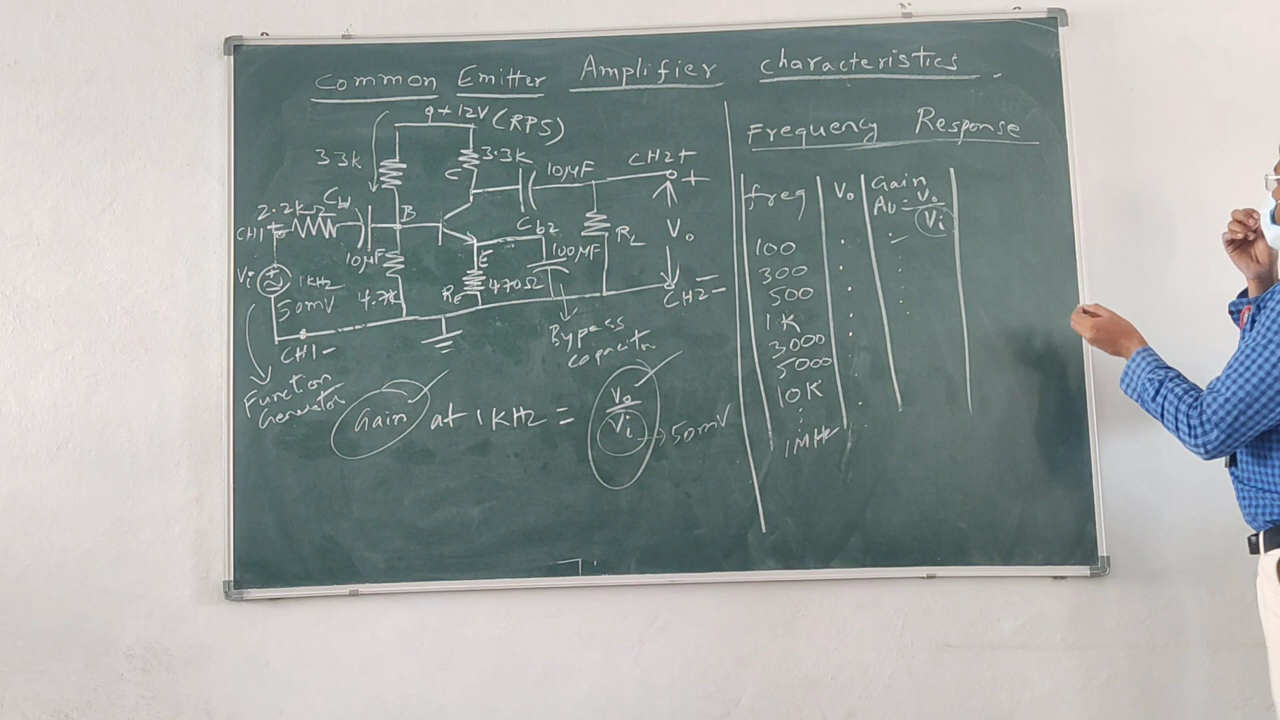 Common Emitter Amplifier Characteristics.
+12V (RPS)
33k
3.3k
C
10μF
CH2+
+
2.2kΩ
B
CH1+
10μF
Cb2
100μF
RL
Vo
E
Vi
1KHz
50mV
4.7k
RE
470Ω
CH2-
CH1-
Bypass
capacitor
Function
Generator
Gain at 1KHz = Vo
Vi
→ 50mV
Frequency Response
freq
Vo
Gain
Av = Vo
Vi
100
300
500
1K
3000
5000
10K
1MHz